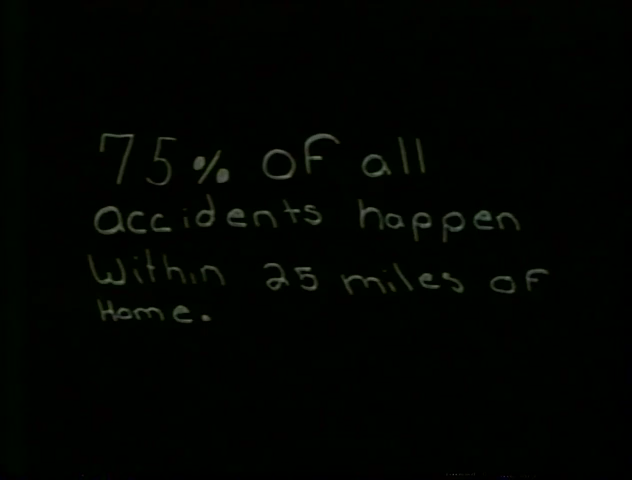 75% of all
accidents happen
Within 25 miles of
Home.